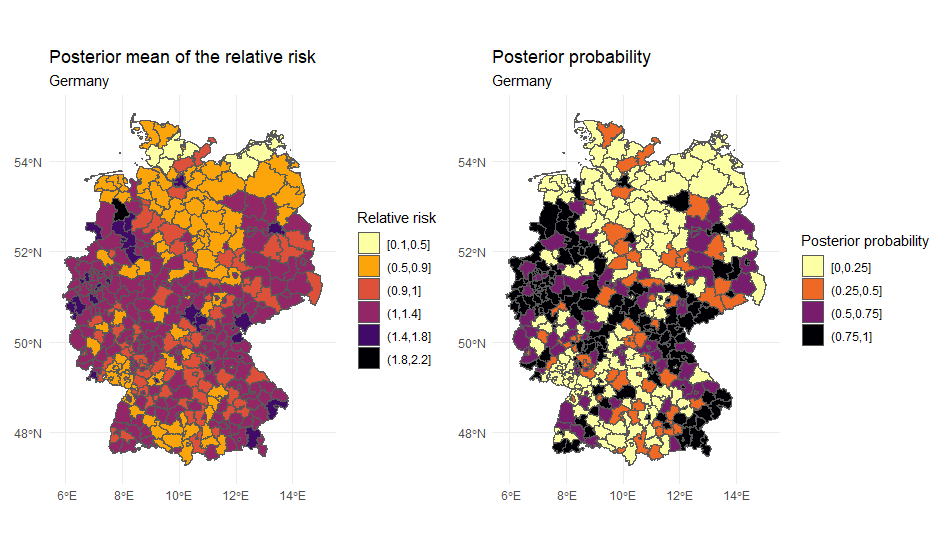 Posterior mean of the relative risk
Germany
54°N
52°N
50°N
48°N
6°E
8°E
10°E
12°E
14°E
Relative risk
[0.1,0.5]
(0.5,0.9]
(0.9,1]
(1,1.4]
(1.4,1.8]
(1.8,2.2]
Posterior probability
Germany
54°N
52°N
50°N
48°N
6°E
8°E
10°E
12°E
14°E
Posterior probability
[0,0.25]
(0.25,0.5]
(0.5,0.75]
(0.75,1]